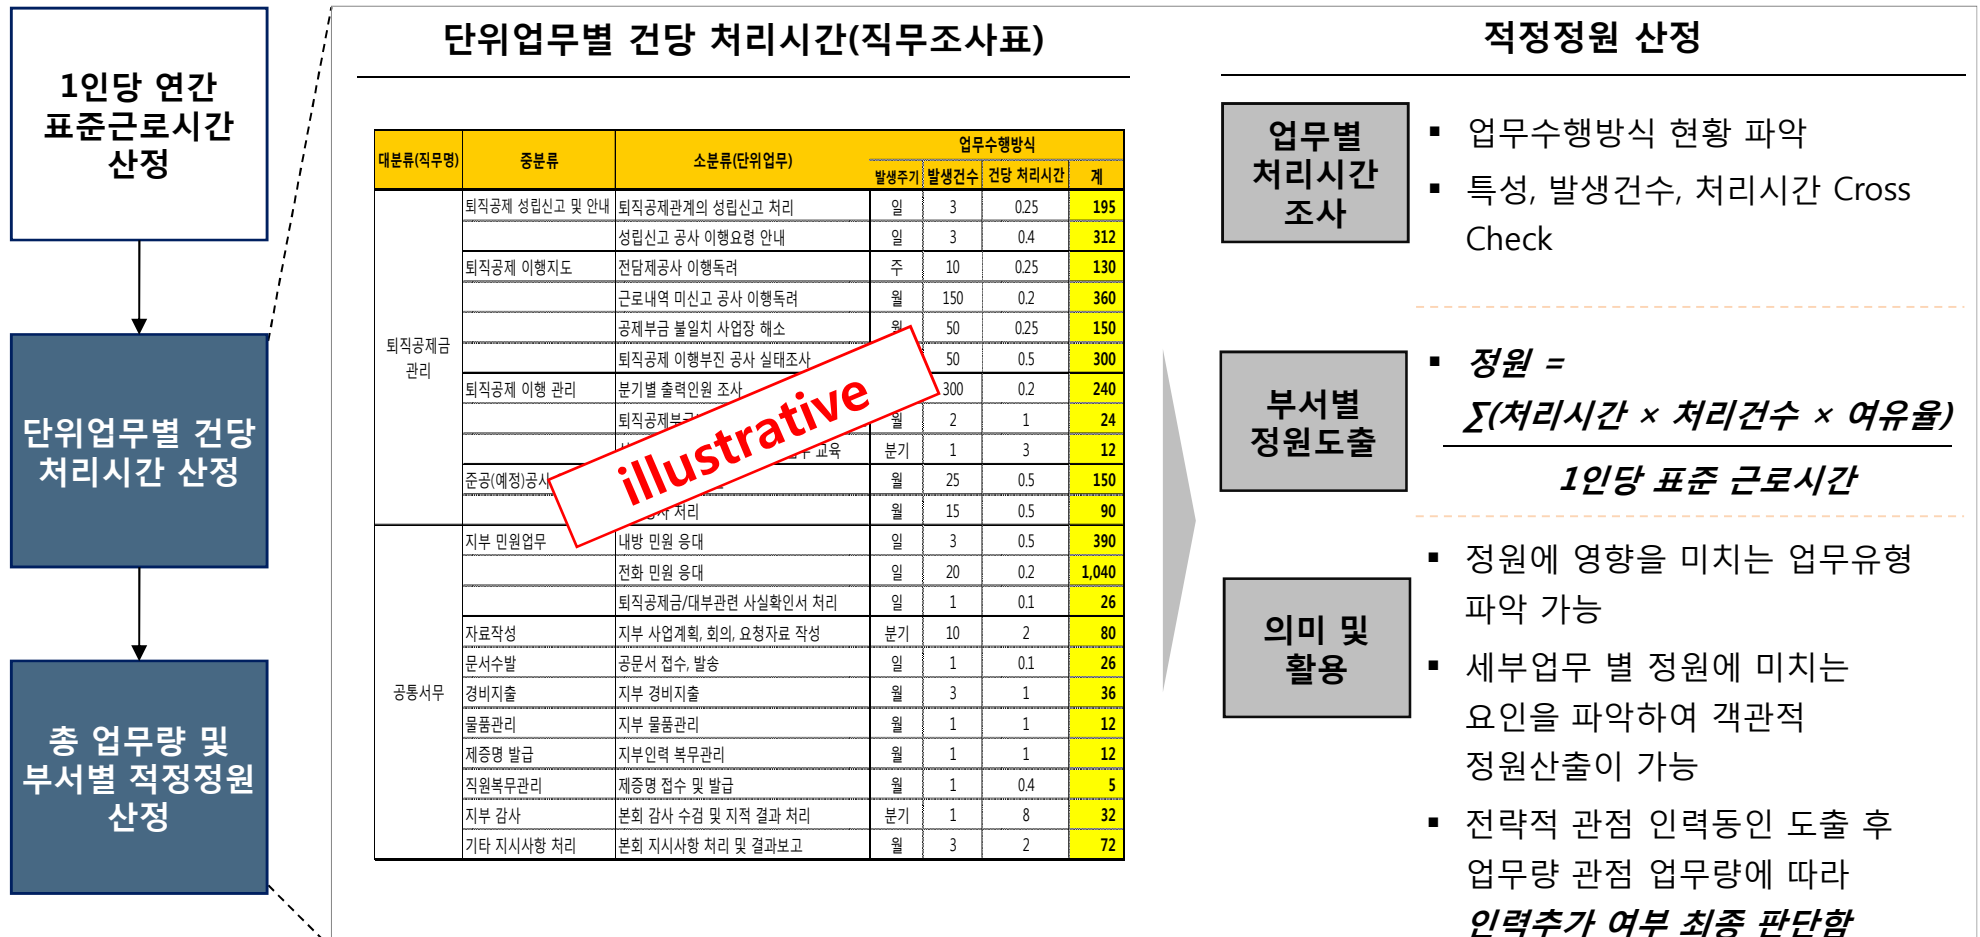 1인당 연간
표준근로시간
산정
단위업무별 건당
처리시간 산정
총 업무량 및
부서별 적정정원
산정
단위업무별 건당 처리시간(직무조사표)
대분류(직무명) 중분류 소분류(단위업무) 업무수행방식
발생주기 발생건수 건당 처리시간 계
퇴직공제금
관리
퇴직공제 성립신고 및 안내 퇴직공제관계의 성립신고 처리 일 3 0.25 195
성립신고 공사 이행요령 안내 일 3 0.4 312
퇴직공제 이행지도 전담제공사 이행독려 주 10 0.25 130
근로내역 미신고 공사 이행독려 월 150 0.2 360
공제부금 불일치 사업장 해소 50 0.25 150
퇴직공제 이행부진 공사 실태조사 50 0.5 300
퇴직공제 이행 관리 분기별 출력인원 조사 300 0.2 240
월 2 1 24
교육 분기 1 3 12
준공(예정)공사 월 25 0.5 150
처리 월 15 0.5 90
illustrative
공통서무
지부 민원업무 내방 민원 응대 일 3 0.5 390
전화 민원 응대 일 20 0.2 1,040
퇴직공제금/대부관련 사실확인서 처리 일 1 0.1 26
자료작성 지부 사업계획, 회의, 요청자료 작성 분기 10 2 80
문서수발 공문서 접수, 발송 일 1 0.1 26
경비지출 지부 경비지출 월 3 1 36
물품관리 지부 물품관리 월 1 1 12
제증명 발급 지부인력 복무관리 월 1 1 12
직원복무관리 제증명 접수 및 발급 월 1 0.4 5
지부 감사 본회 감사 수검 및 지적 결과 처리 분기 1 8 32
기타 지시사항 처리 본회 지시사항 처리 및 결과보고 월 3 2 72
적정정원 산정
업무별
처리시간
조사
▪ 업무수행방식 현황 파악
▪ 특성, 발생건수, 처리시간 Cross
Check
부서별
정원도출
▪ 정원 =
∑(처리시간 × 처리건수 × 여유율)
1인당 표준 근로시간
의미 및
활용
▪ 정원에 영향을 미치는 업무유형
파악 가능
▪ 세부업무 별 정원에 미치는
요인을 파악하여 객관적
정원산출이 가능
▪ 전략적 관점 인력동인 도출 후
업무량 관점 업무량에 따라
인력추가 여부 최종 판단함